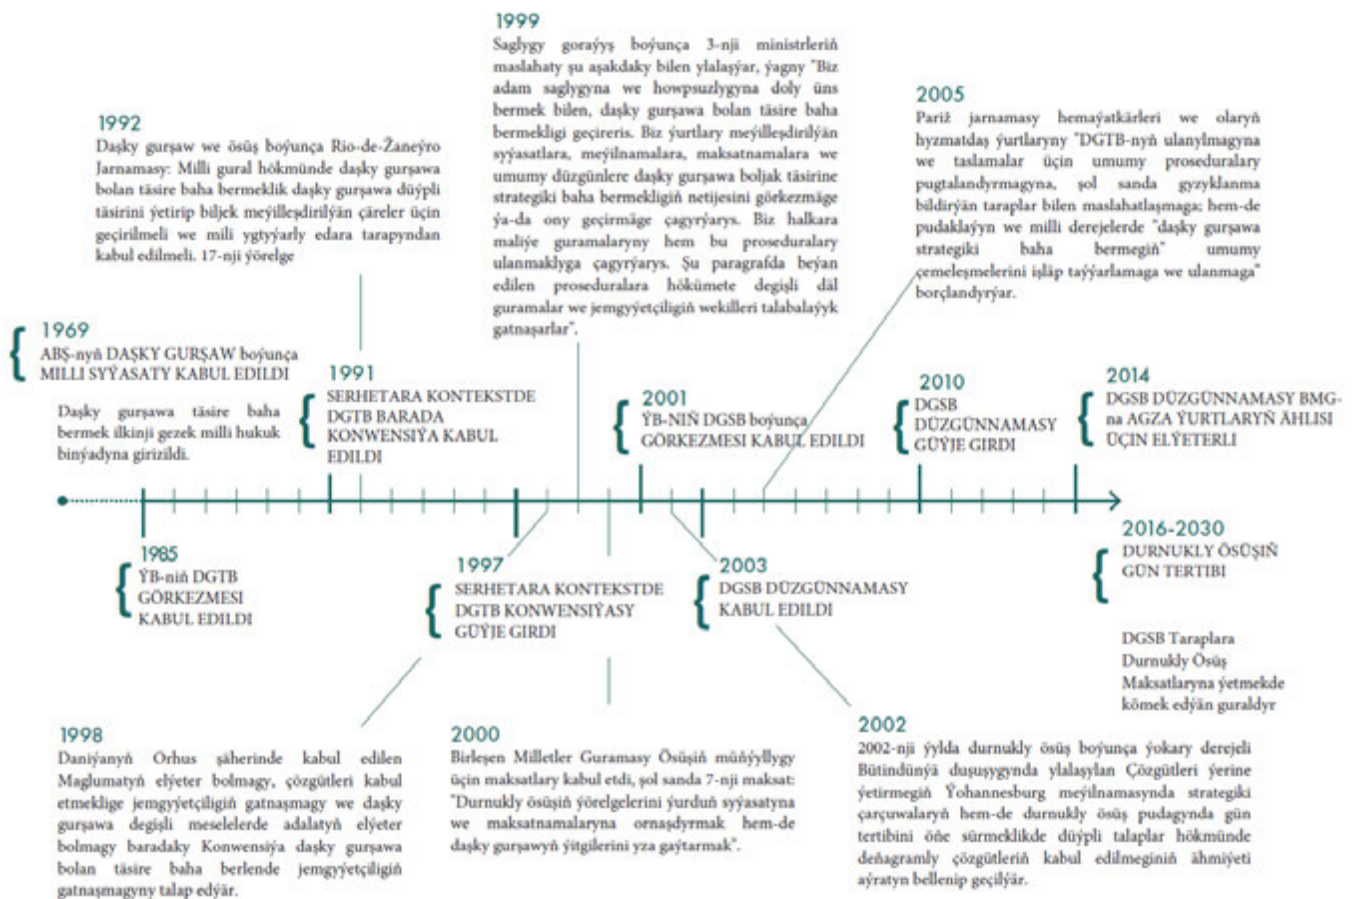 1999
Saglygy goraýyş boýunça 3-nji ministrleriň
maslahaty şu aşakdaky bilen ylalaşýar, ýagny "Biz
adam saglygyna we howpsuzlygyna doly üns
bermek bilen, daşky gurşawa bolan täsire baha
bermekligi geçireris. Biz ýurtlary meýilleşdirilýän
syýasatlara, meýilnamalara, maksatnamalara we
umumy düzgünlere daşky gurşawa boljak täsirine
strategiki baha bermekligiň netijesini görkezmäge
ýa-da ony geçirmäge çagyrýarys. Biz halkara
maliýe guramalaryny hem bu proseduralary
ulanmaklyga çagyrýarys. Şu paragrafda beýan
edilen proseduralara hökümete degişli däl
guramalar we jemgyýetçiligiň wekilleri talabalaýyk
gatnaşarlar".
1992
Daşky gurşaw we ösüş boýunça Rio-de-Žaneýro
Jarnamasy: Milli gural hökmünde daşky gurşawa
bolan täsire baha bermeklik daşky gurşawa düýpli
täsirini ýetirip biljek meýilleşdirilýän çäreler üçin
geçirilmeli we mili ygtyýarly edara tarapyndan
kabul edilmeli. 17-nji ýörelge
2005
Pariž jarnamasy hemaýatkärleri we olaryň
hyzmatdaş ýurtlaryny "DGTB-nyň ulanylmagyna
we taslamalar üçin umumy proseduralary
pugtalandyrmagyna, şol sanda gyzyklanma
bildirýän taraplar bilen maslahatlaşmaga; hem-de
pudaklaýyn we milli derejelerde "daşky gurşawa
strategiki baha bermegiň" umumy
çemeleşmelerini işläp taýýarlamaga we ulanmaga"
borçlandyrýar.
1969
ABŞ-nyň DAŞKY GURŞAW boýunça
MILLI SYÝASATY KABUL EDILDI
Daşky gurşawa täsire baha
bermek ilkinji gezek milli hukuk
binýadyna girizildi.
1991
SERHETARA KONTEKSTDE
DGTB BARADA
KONWENSIÝA KABUL
EDILDI
2001
ÝB-NIŇ DGSB boýunça
GÖRKEZMESI KABUL EDILDI
2010
DGSB
DÜZGÜNNAMASY
GÜÝJE GIRDI
2014
DGSB DÜZGÜNNAMASY BMG-
na AGZA ÝURTLARYŇ ÄHLISI
ÜÇIN ELÝETERLI
1985
ÝB-niň DGTB
GÖRKEZMESI
KABUL EDILDI
1997
SERHETARA KONTEKSTDE
DGTB KONWENSIÝASY
GÜÝJE GIRDI
2003
DGSB DÜZGÜNNAMASY
KABUL EDILDI
2016-2030
DURNUKLY ÖSÜŞIŇ
GÜN TERTIBI
DGSB Taraplara
Durnukly Ösüş
Maksatlaryna ýetmekde
kömek edýän guraldyr
1998
Daniýanyň Orhus şäherinde kabul edilen
Maglumatyň elýeter bolmagy, çözgütleri kabul
etmeklige jemgyýetçiligiň gatnaşmagy we daşky
gurşawa degişli meselelerde adalatyň elýeter
bolmagy baradaky Konwensiýa daşky gurşawa
bolan täsire baha berlende jemgyýetçiligiň
gatnaşmagyny talap edýär.
2000
Birleşen Milletler Guramasy Ösüşiň müňýyllygy
üçin maksatlary kabul etdi, şol sanda 7-nji maksat:
"Durnukly ösüşiň ýörelgelerini ýurduň syýasatyna
we maksatnamalaryna ornaşdyrmak hem-de
daşky gurşawyň ýitgilerini yza gaýtarmak".
2002
2002-nji ýylda durnukly ösüş boýunça ýokary derejeli
Bütindünýä duşuşygynda ylalaşylan Çözgütleri ýerine
ýetirmegiň Ýohannesburg meýilnamasynda strategiki
çarçuwalaryň hem-de durnukly ösüş pudagynda gün
tertibini öňe sürmeklikde düýpli talaplar hökmünde
deňagramly çözgütleriň kabul edilmeginiň ähmiýeti
aýratyn bellenip geçilýär.